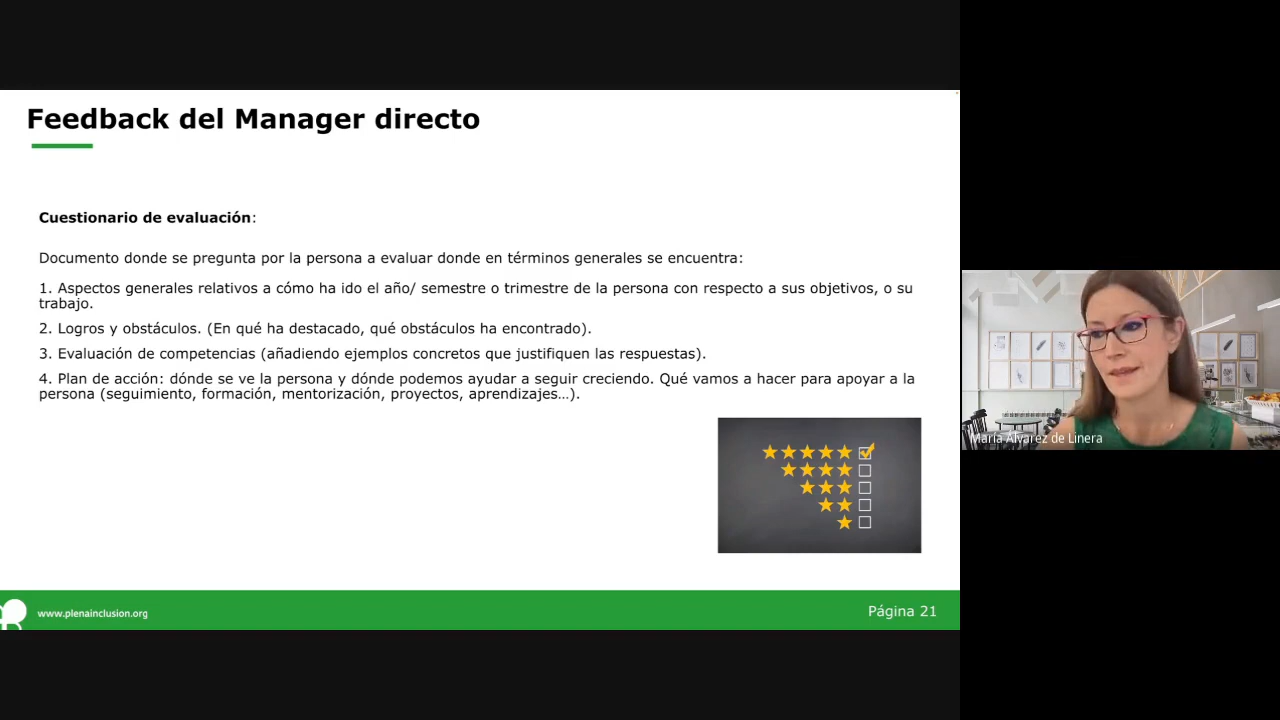 Feedback del Manager directo
Cuestionario de evaluación:
Documento donde se pregunta por la persona a evaluar donde en términos generales se encuentra:
1. Aspectos generales relativos a cómo ha ido el año/ semestre o trimestre de la persona con respecto a sus objetivos, o su
trabajo.
2. Logros y obstáculos. (En qué ha destacado, qué obstáculos ha encontrado).
3. Evaluación de competencias (añadiendo ejemplos concretos que justifiquen las respuestas).
4. Plan de acción: dónde se ve la persona y dónde podemos ayudar a seguir creciendo. Qué vamos a hacer para apoyar a la
persona (seguimiento, formación, mentorización, proyectos, aprendizajes…).
María Álvarez de Linera
www.plenainclusion.org
Página 21